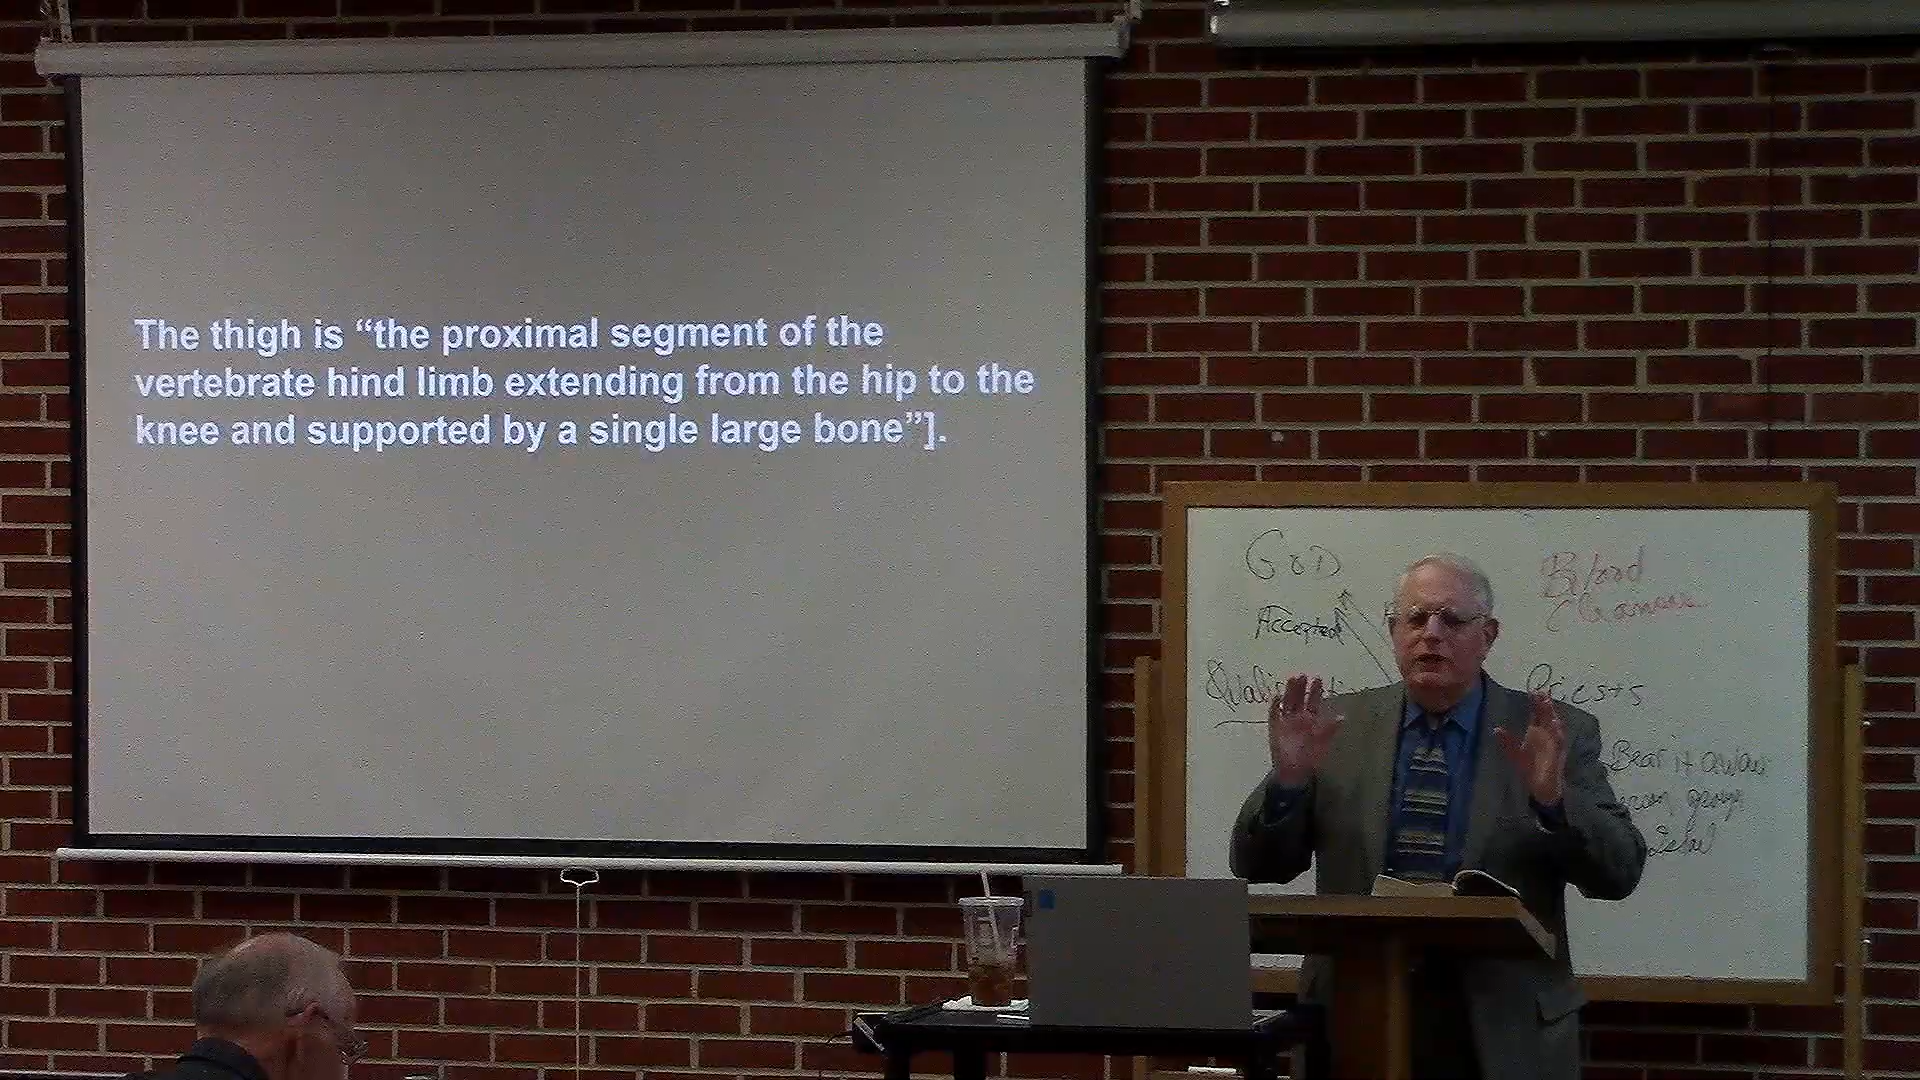 The thigh is “the proximal segment of the
vertebrate hind limb extending from the hip to the
knee and supported by a single large bone”].
GOD
Blood
Accepted
Priests
Bear it away